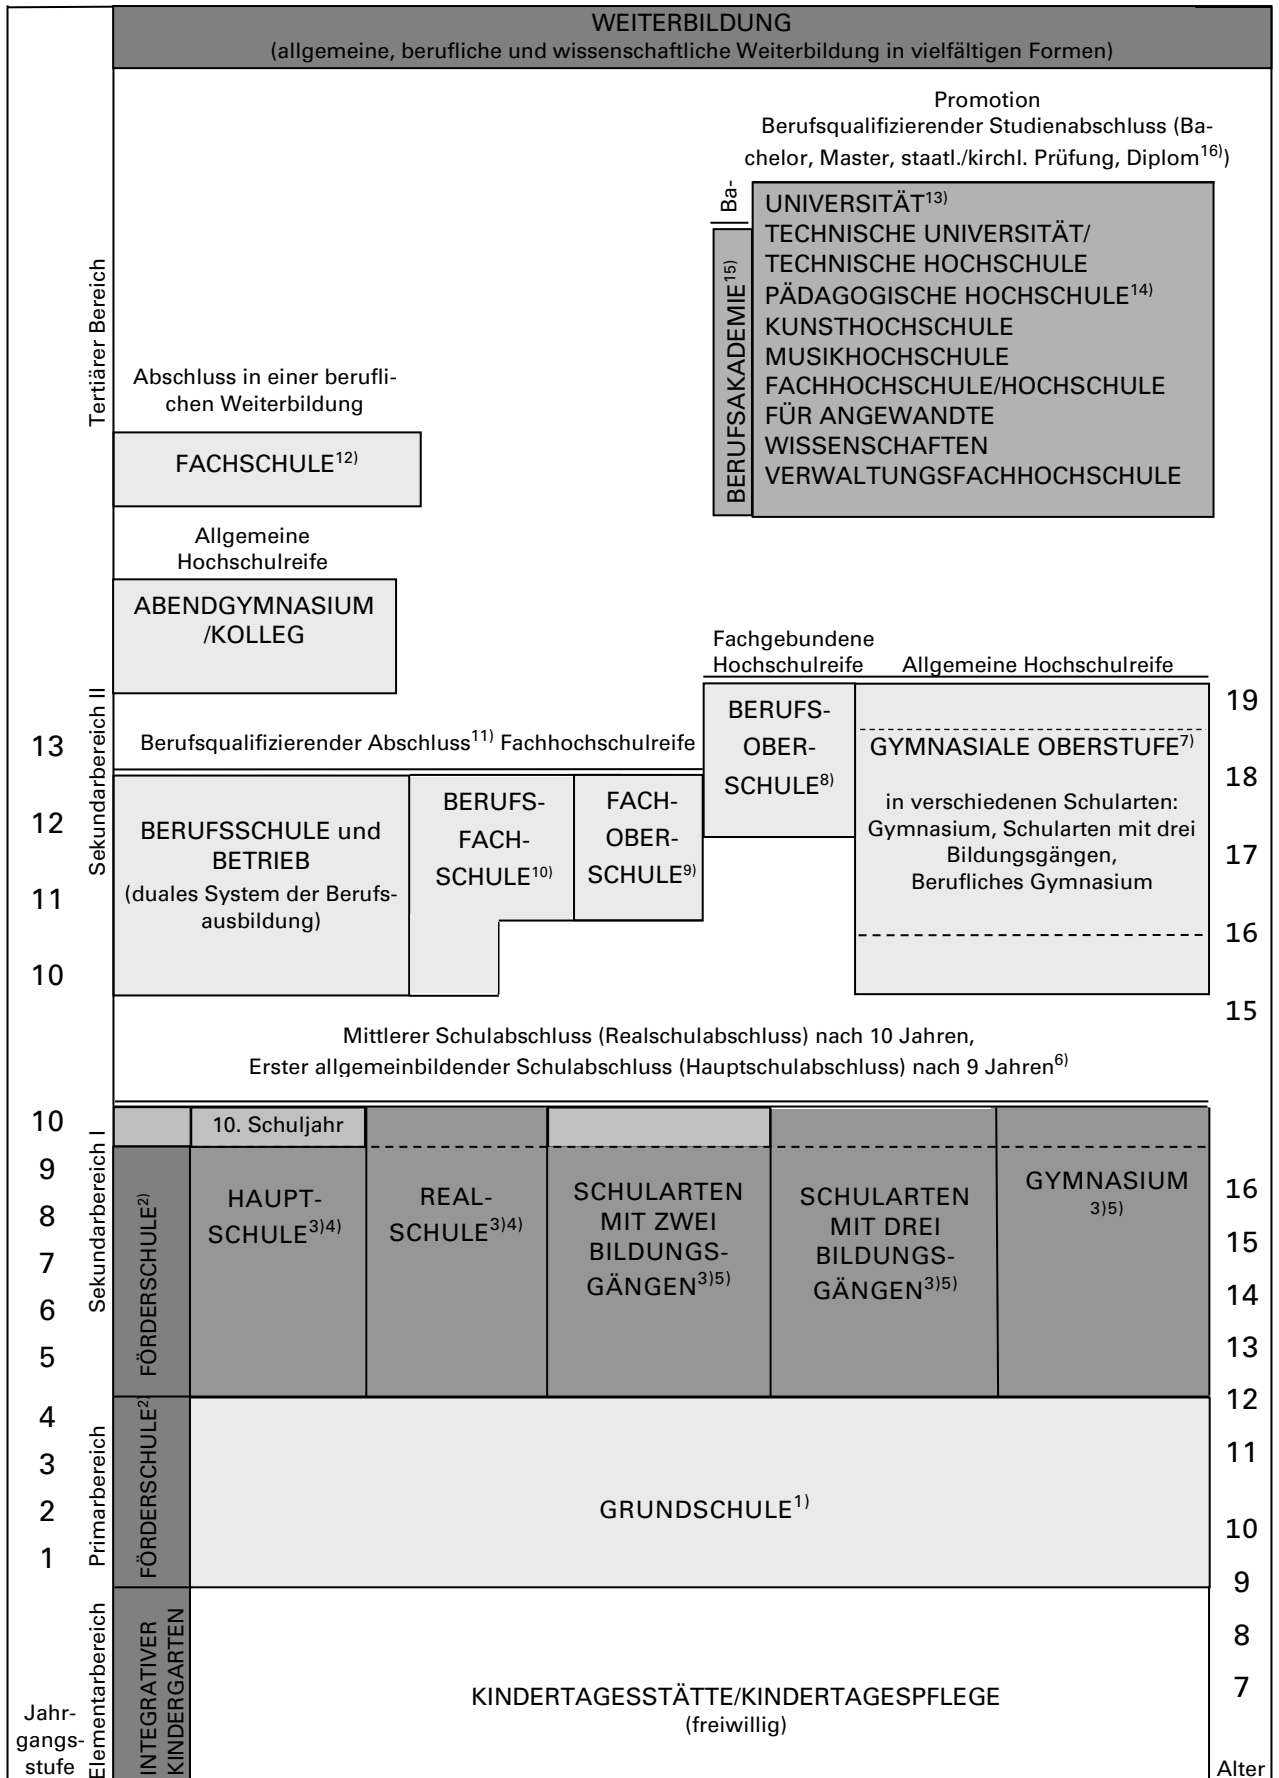 WEITERBILDUNG
(allgemeine, berufliche und wissenschaftliche Weiterbildung in vielfältigen Formen)
Promotion
Berufsqualifizierender Studienabschluss (Ba-
chelor, Master, staatl./kirchl. Prüfung, Diplom16))
Ba-
BERUFSAKADEMIE15)
UNIVERSITÄT13)
TECHNISCHE UNIVERSITÄT/
TECHNISCHE HOCHSCHULE
PÄDAGOGISCHE HOCHSCHULE14)
KUNSTHOCHSCHULE
MUSIKHOCHSCHULE
FACHHOCHSCHULE/HOCHSCHULE
FÜR ANGEWANDTE
WISSENSCHAFTEN
VERWALTUNGSFACHHOCHSCHULE
Tertiärer Bereich
Abschluss in einer berufli-
chen Weiterbildung
FACHSCHULE12)
Allgemeine
Hochschulreife
ABENDGYMNASIUM
/KOLLEG
Fachgebundene
Hochschulreife
Allgemeine Hochschulreife
Sekundarbereich II
13
12
11
10
Berufsqualifizierender Abschluss11) Fachhochschulreife
BERUFSSCHULE und
BETRIEB
(duales System der Berufs-
ausbildung)
BERUFS-
FACH-
SCHULE10)
FACH-
OBER-
SCHULE9)
BERUFS-
OBER-
SCHULE8)
GYMNASIALE OBERSTUFE7)
in verschiedenen Schularten:
Gymnasium, Schularten mit drei
Bildungsgängen,
Berufliches Gymnasium
19
18
17
16
15
Mittlerer Schulabschluss (Realschulabschluss) nach 10 Jahren,
Erster allgemeinbildender Schulabschluss (Hauptschulabschluss) nach 9 Jahren6)
10
9
8
7
6
5
Sekundarbereich I
FÖRDERSCHULE2)
10. Schuljahr
HAUPT-
SCHULE3)4)
REAL-
SCHULE3)4)
SCHULARTEN
MIT ZWEI
BILDUNGS-
GÄNGEN3)5)
SCHULARTEN
MIT DREI
BILDUNGS-
GÄNGEN3)5)
GYMNASIUM
3)5)
16
15
14
13
12
4
3
2
1
Primarbereich
FÖRDERSCHULE2)
GRUNDSCHULE1)
11
10
9
8
7
Jahr-
gangs-
stufe
Elementarbereich
INTEGRATIVER
KINDERGARTEN
KINDERTAGESSTÄTTE/KINDERTAGESPFLEGE
(freiwillig)
Alter